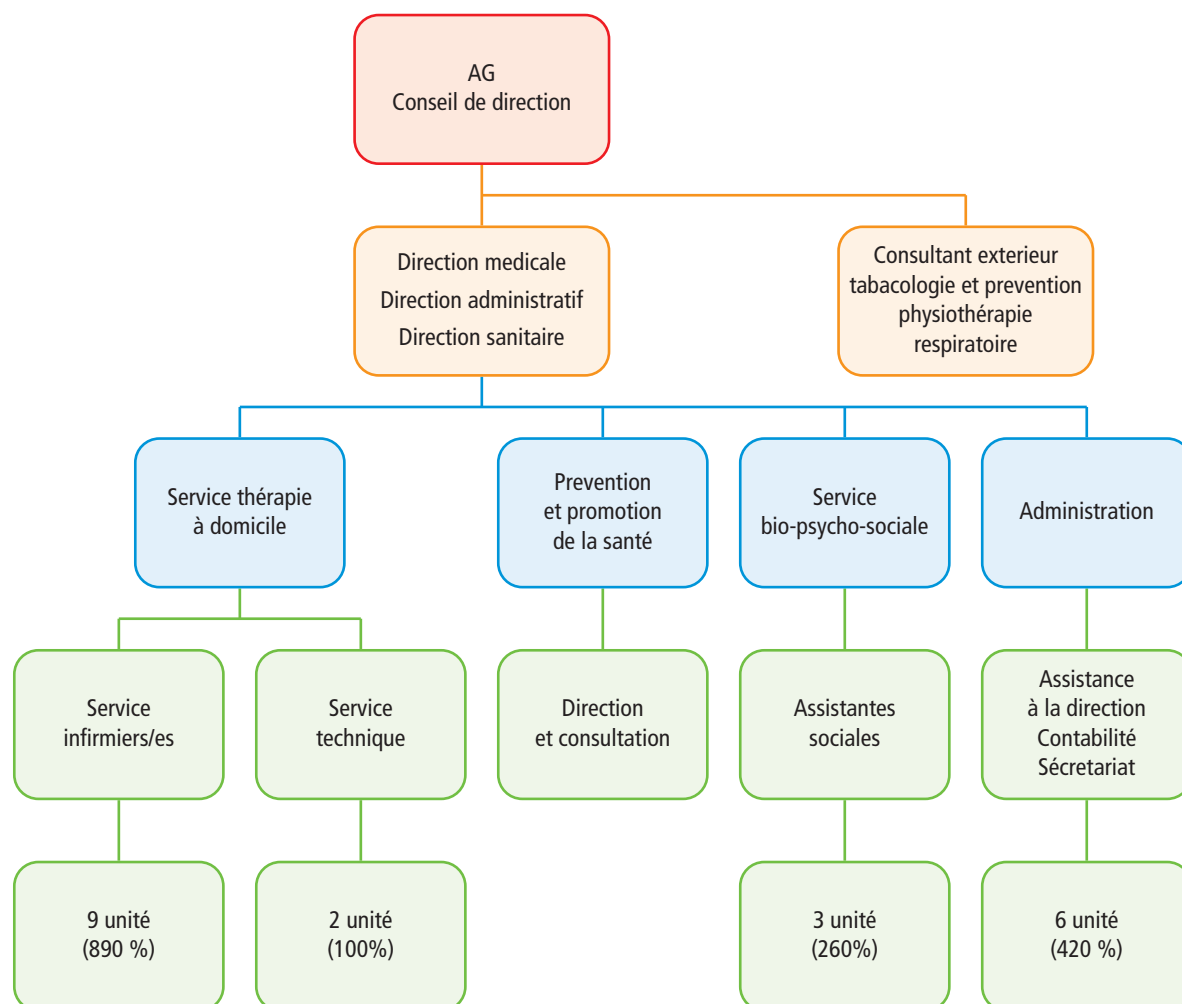 AG
Conseil de direction
Direction medicale
Direction administratif
Direction sanitaire
Consultant exterieur
tabacologie et prevention
physiothérapie
respiratoire
Service thérapie
à domicile
Prevention
et promotion
de la santé
Service
bio-psycho-sociale
Administration
Service
infirmiers/es
Service
technique
Direction
et consultation
Assistantes
sociales
Assistance
à la direction
Contabilité
Sécretariat
9 unité
(890 %)
2 unité
(100%)
3 unité
(260%)
6 unité
(420 %)